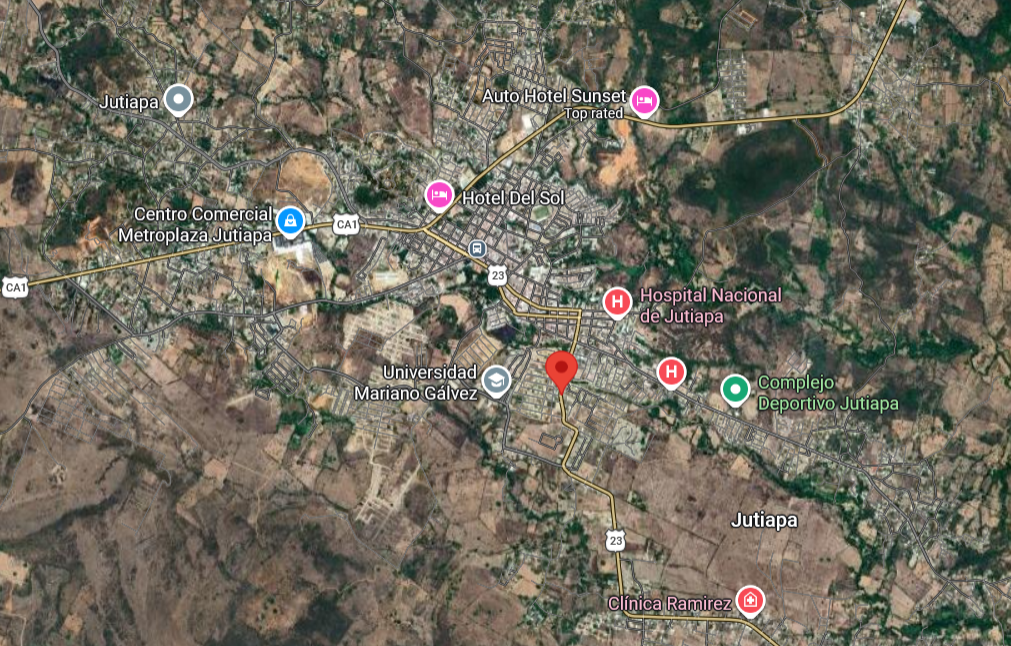 Auto Hotel Sunset
Top rated
Jutiapa
Hotel Del Sol
Centro Comercial
Metroplaza Jutiapa
CA1
23
CA1
H
Hospital Nacional
de Jutiapa
H
Universidad
Mariano Gálvez
Complejo
Deportivo Jutiapa
Jutiapa
23
Clínica Ramirez